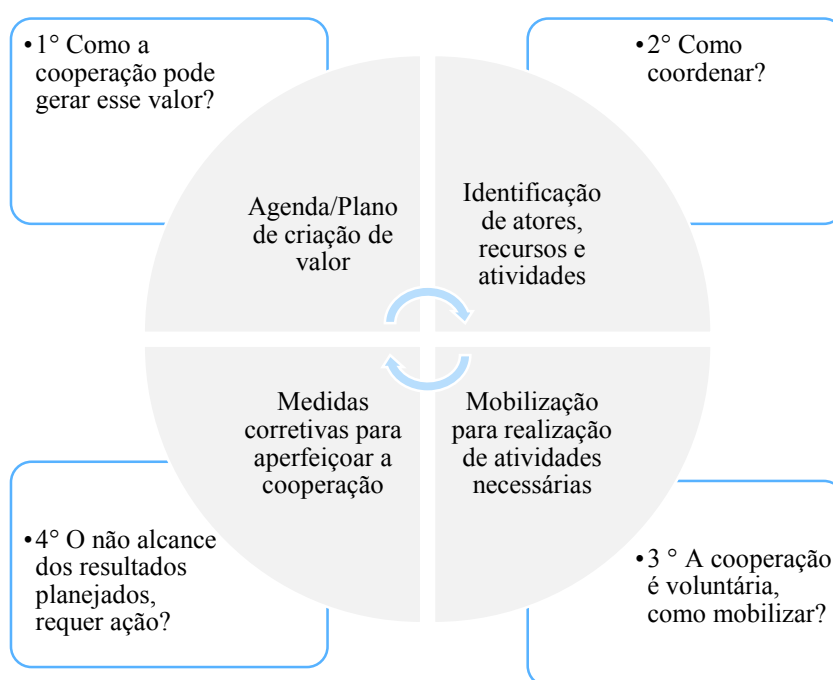 •1° Como a
cooperação pode
gerar esse valor?
•2° Como
coordenar?
Agenda/Plano
de criação de
valor
Identificação
de atores,
recursos e
atividades
Medidas
corretivas para
aperfeiçoar a
cooperação
Mobilização
para realização
de atividades
necessárias
•4° O não alcance
dos resultados
planejados,
requer ação?
•3 ° A cooperação
é voluntária,
como mobilizar?